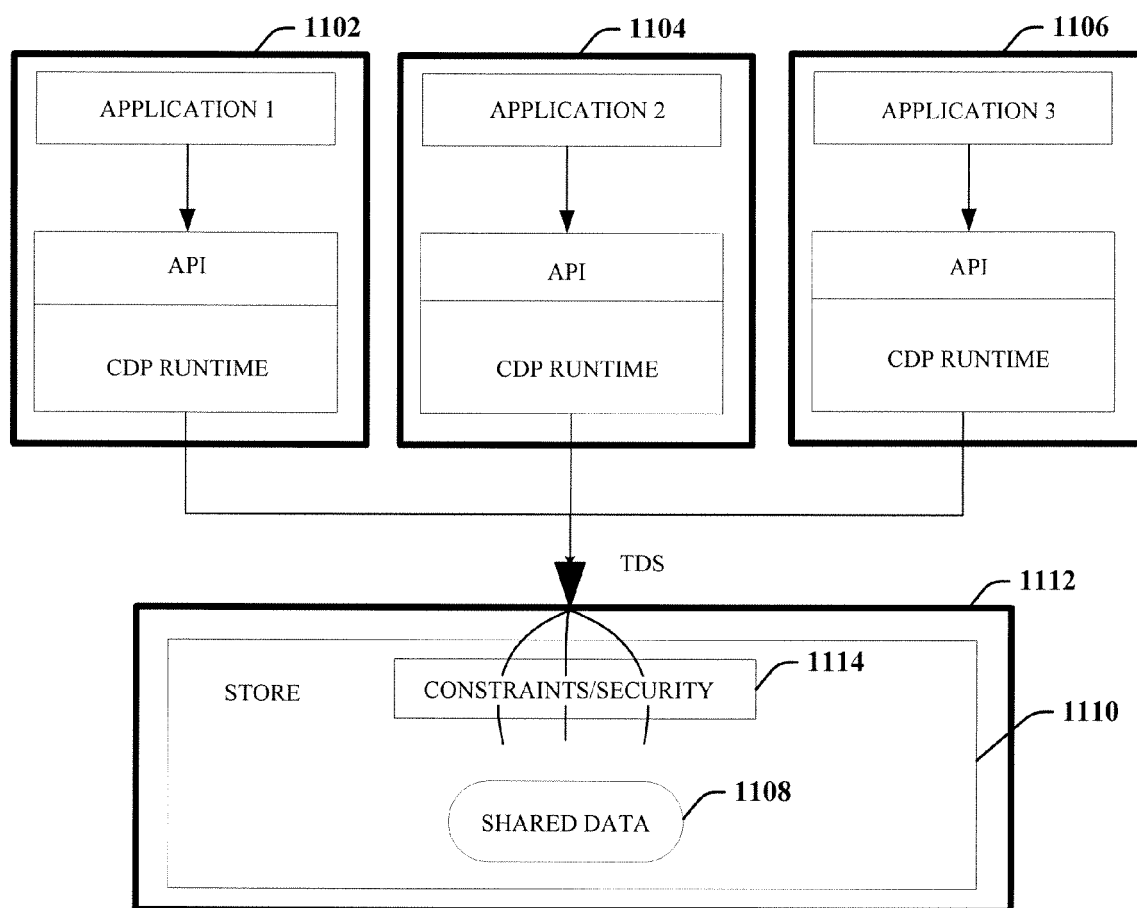 1102
1104
1106
APPLICATION 1
APPLICATION 2
APPLICATION 3
API
API
API
CDP RUNTIME
CDP RUNTIME
CDP RUNTIME
TDS
1112
1114
STORE
CONSTRAINTS/SECURITY
1110
1108
SHARED DATA